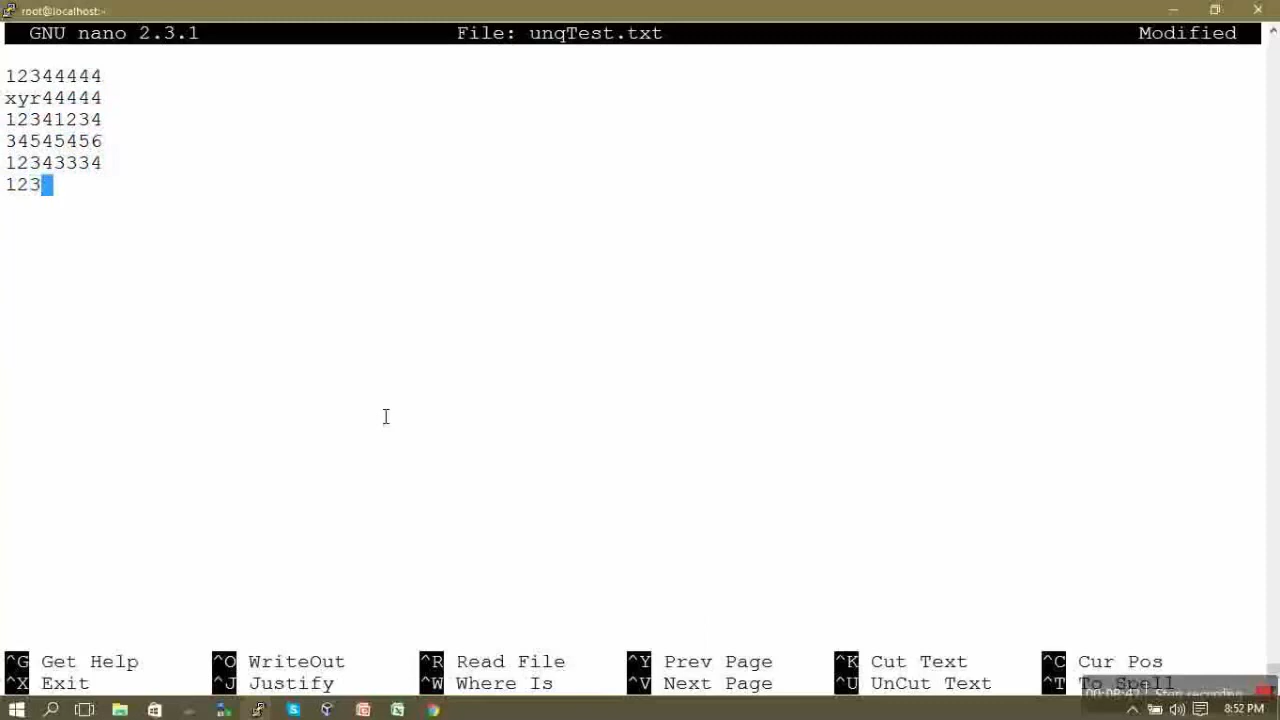 root@localhost:~
GNU nano 2.3.1 File: unqTest.txt Modified
12344444
xyr44444
12341234
34545456
12343334
123
^G Get Help ^O WriteOut ^R Read File ^Y Prev Page ^K Cut Text ^C Cur Pos
^X Exit ^J Justify ^W Where Is ^V Next Page ^U UnCut Text ^T To Spell
Start recording
8:52 PM